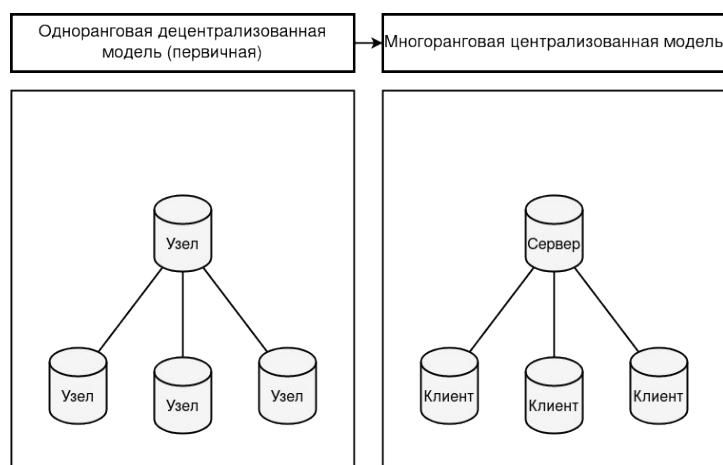 Одноранговая децентрализованная
модель (первичная)
Многоранговая централизованная модель
Узел
Узел
Узел
Узел
Сервер
Клиент
Клиент
Клиент